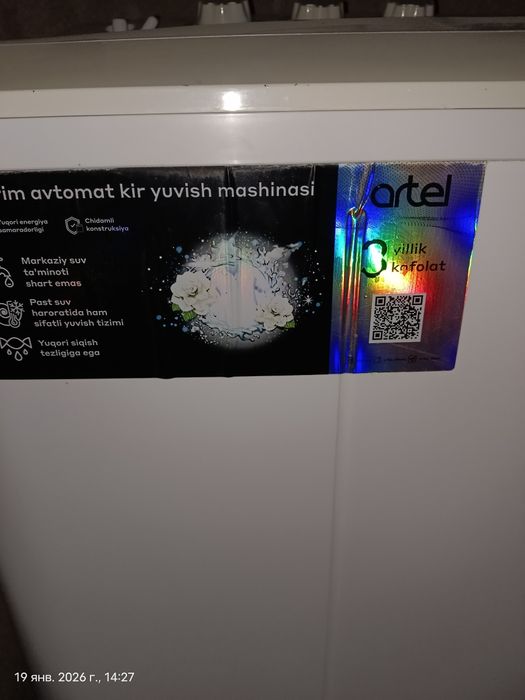 rim avtomat kir yuvish mashinasi
Yuqori energiya
samaradorligi
Chidamli
konstruksiya
Markaziy suv
ta'minoti
shart emas
Past suv
haroratida ham
sifatli yuvish tizimi
Yuqori siqish
tezligiga ega
artel
3 yillik
kafolat
19 янв. 2026 г., 14:27